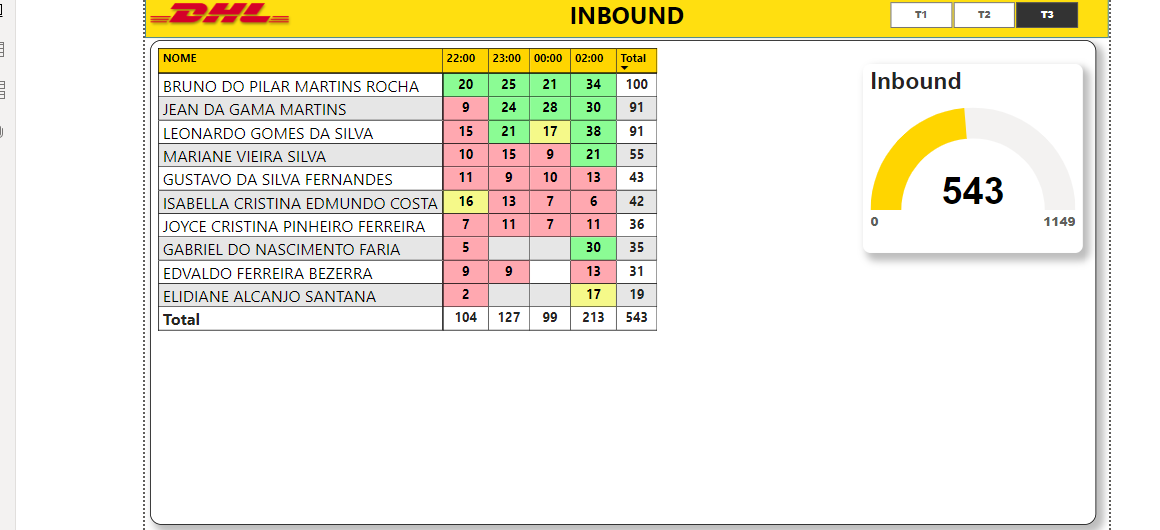 DHL INBOUND T1 T2 T3
NOME 22:00 23:00 00:00 02:00 Total
BRUNO DO PILAR MARTINS ROCHA 20 25 21 34 100
JEAN DA GAMA MARTINS 9 24 28 30 91
LEONARDO GOMES DA SILVA 15 21 17 38 91
MARIANE VIEIRA SILVA 10 15 9 21 55
GUSTAVO DA SILVA FERNANDES 11 9 10 13 43
ISABELLA CRISTINA EDMUNDO COSTA 16 13 7 6 42
JOYCE CRISTINA PINHEIRO FERREIRA 7 11 7 11 36
GABRIEL DO NASCIMENTO FARIA 5 30 35
EDVALDO FERREIRA BEZERRA 9 9 13 31
ELIDIANE ALCANJO SANTANA 2 17 19
Total 104 127 99 213 543
Inbound
543
0 1149